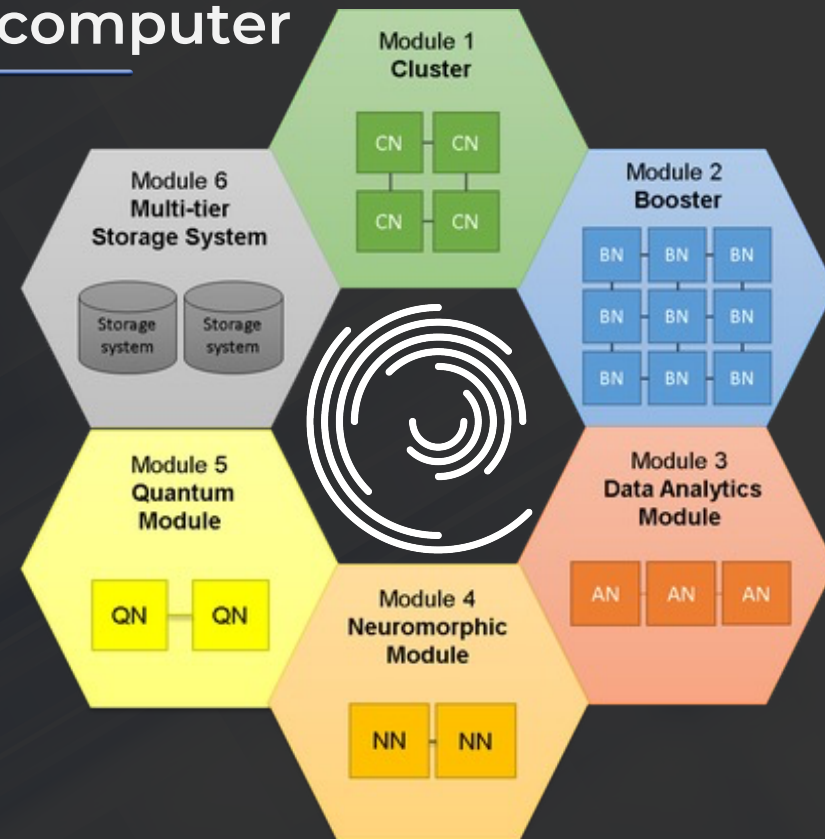 computer
Module 1
Cluster
CN CN
CN CN
Module 2
Booster
BN BN BN
BN BN BN
BN BN BN
Module 3
Data Analytics
Module
AN AN AN
Module 4
Neuromorphic
Module
NN NN
Module 5
Quantum
Module
QN QN
Module 6
Multi-tier
Storage System
Storage Storage
system system